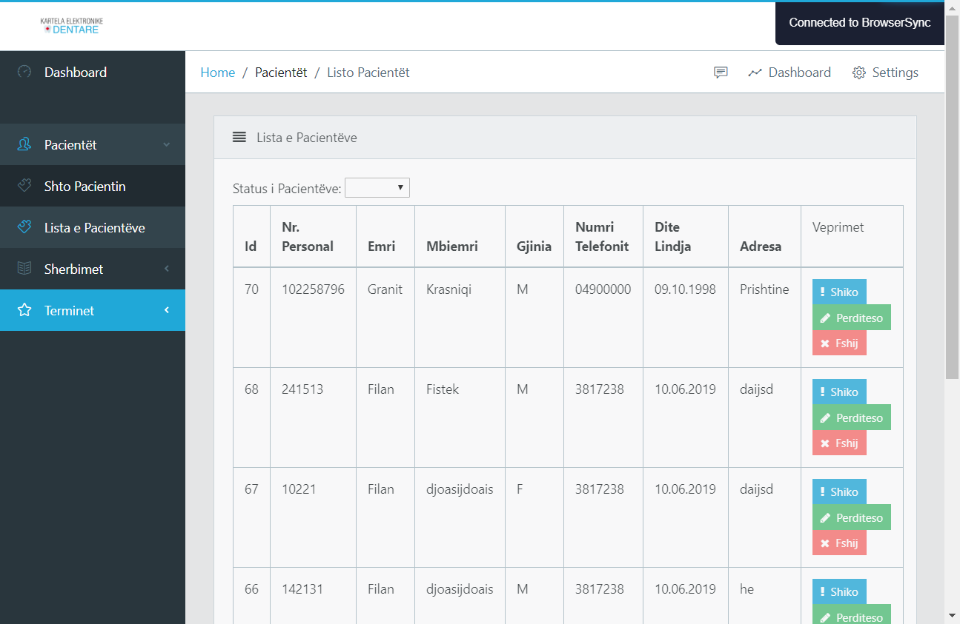 KARTELA ELEKTRONIKE
DENTARE
Connected to BrowserSync
Dashboard
Pacientët
Shto Pacientin
Lista e Pacientëve
Sherbimet
Terminet
Home / Pacientët / Listo Pacientët
Dashboard
Settings
Lista e Pacientëve
Status i Pacientëve:
Id Nr. Personal Emri Mbiemri Gjinia Numri Telefonit Dite Lindja Adresa Veprimet
70 102258796 Granit Krasniqi M 04900000 09.10.1998 Prishtine
Shiko
Perditeso
Fshij
68 241513 Filan Fistek M 3817238 10.06.2019 daijsd
Shiko
Perditeso
Fshij
67 10221 Filan djoasijdoais F 3817238 10.06.2019 daijsd
Shiko
Perditeso
Fshij
66 142131 Filan djoasijdoais M 3817238 10.06.2019 he
Shiko
Perditeso